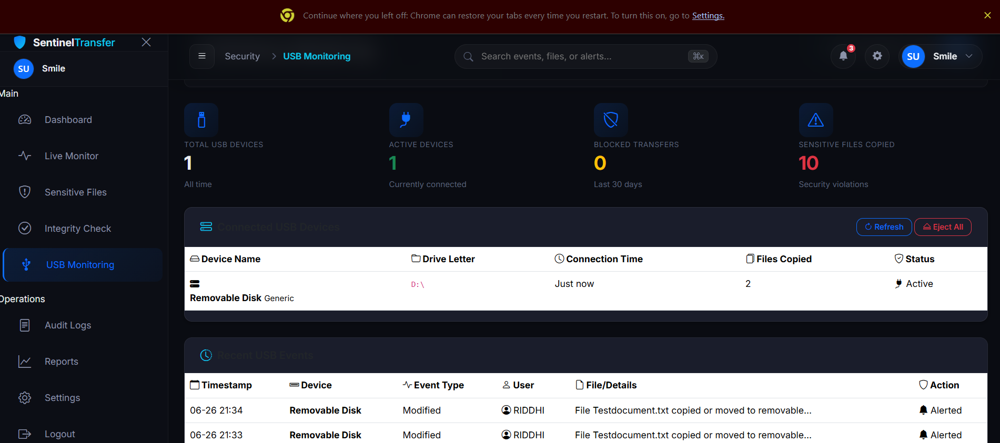 Continue where you left off: Chrome can restore your tabs every time you restart. To turn this on, go to Settings.
SentinelTransfer
SU Smile
Main
Dashboard
Live Monitor
Sensitive Files
Integrity Check
USB Monitoring
Operations
Audit Logs
Reports
Settings
Logout
Security > USB Monitoring
Search events, files, or alerts... ⌘K
3
SU Smile
TOTAL USB DEVICES
1
All time
ACTIVE DEVICES
1
Currently connected
BLOCKED TRANSFERS
0
Last 30 days
SENSITIVE FILES COPIED
10
Security violations
Connected USB Devices
Refresh
Eject All
Device Name Drive Letter Connection Time Files Copied Status
Removable Disk Generic D:\ Just now 2 Active
Recent USB Events
Timestamp Device Event Type User File/Details Action
06-26 21:34 Removable Disk Modified RIDDHI File Testdocument.txt copied or moved to removable... Alerted
06-26 21:33 Removable Disk Modified RIDDHI File Testdocument.txt copied or moved to removable... Alerted